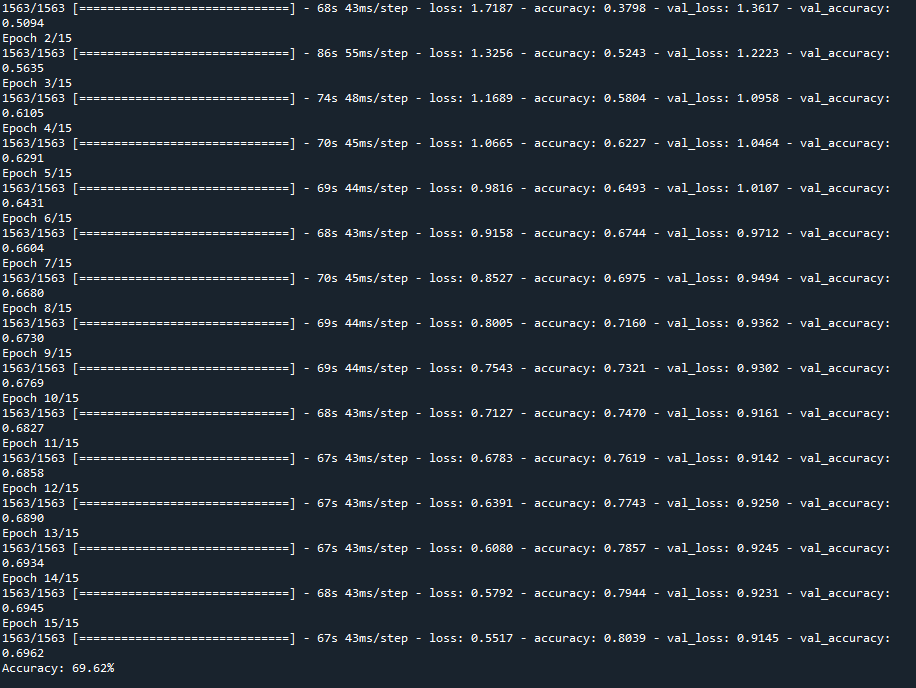 1563/1563 [==============================] - 68s 43ms/step - loss: 1.7187 - accuracy: 0.3798 - val_loss: 1.3617 - val_accuracy:
0.5094
Epoch 2/15
1563/1563 [==============================] - 86s 55ms/step - loss: 1.3256 - accuracy: 0.5243 - val_loss: 1.2223 - val_accuracy:
0.5635
Epoch 3/15
1563/1563 [==============================] - 74s 48ms/step - loss: 1.1689 - accuracy: 0.5804 - val_loss: 1.0958 - val_accuracy:
0.6105
Epoch 4/15
1563/1563 [==============================] - 70s 45ms/step - loss: 1.0665 - accuracy: 0.6227 - val_loss: 1.0464 - val_accuracy:
0.6291
Epoch 5/15
1563/1563 [==============================] - 69s 44ms/step - loss: 0.9816 - accuracy: 0.6493 - val_loss: 1.0107 - val_accuracy:
0.6431
Epoch 6/15
1563/1563 [==============================] - 68s 43ms/step - loss: 0.9158 - accuracy: 0.6744 - val_loss: 0.9712 - val_accuracy:
0.6604
Epoch 7/15
1563/1563 [==============================] - 70s 45ms/step - loss: 0.8527 - accuracy: 0.6975 - val_loss: 0.9494 - val_accuracy:
0.6680
Epoch 8/15
1563/1563 [==============================] - 69s 44ms/step - loss: 0.8005 - accuracy: 0.7160 - val_loss: 0.9362 - val_accuracy:
0.6730
Epoch 9/15
1563/1563 [==============================] - 69s 44ms/step - loss: 0.7543 - accuracy: 0.7321 - val_loss: 0.9302 - val_accuracy:
0.6769
Epoch 10/15
1563/1563 [==============================] - 68s 43ms/step - loss: 0.7127 - accuracy: 0.7470 - val_loss: 0.9161 - val_accuracy:
0.6827
Epoch 11/15
1563/1563 [==============================] - 67s 43ms/step - loss: 0.6783 - accuracy: 0.7619 - val_loss: 0.9142 - val_accuracy:
0.6858
Epoch 12/15
1563/1563 [==============================] - 67s 43ms/step - loss: 0.6391 - accuracy: 0.7743 - val_loss: 0.9250 - val_accuracy:
0.6890
Epoch 13/15
1563/1563 [==============================] - 67s 43ms/step - loss: 0.6080 - accuracy: 0.7857 - val_loss: 0.9245 - val_accuracy:
0.6934
Epoch 14/15
1563/1563 [==============================] - 68s 43ms/step - loss: 0.5792 - accuracy: 0.7944 - val_loss: 0.9231 - val_accuracy:
0.6945
Epoch 15/15
1563/1563 [==============================] - 67s 43ms/step - loss: 0.5517 - accuracy: 0.8039 - val_loss: 0.9145 - val_accuracy:
0.6962
Accuracy: 69.62%